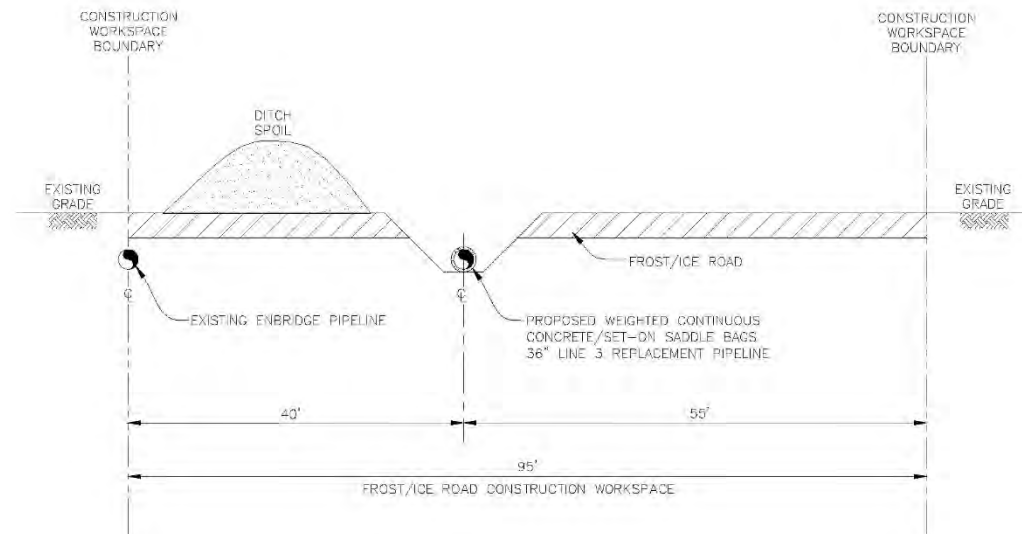 CONSTRUCTION
WORKSPACE
BOUNDARY
CONSTRUCTION
WORKSPACE
BOUNDARY
DITCH
SPOIL
EXISTING
GRADE
EXISTING
GRADE
FROST/ICE ROAD
℄
℄
EXISTING ENBRIDGE PIPELINE
PROPOSED WEIGHTED CONTINUOUS
CONCRETE/SET-ON SADDLE BAGS
36" LINE 3 REPLACEMENT PIPELINE
40'
55'
95'
FROST/ICE ROAD CONSTRUCTION WORKSPACE